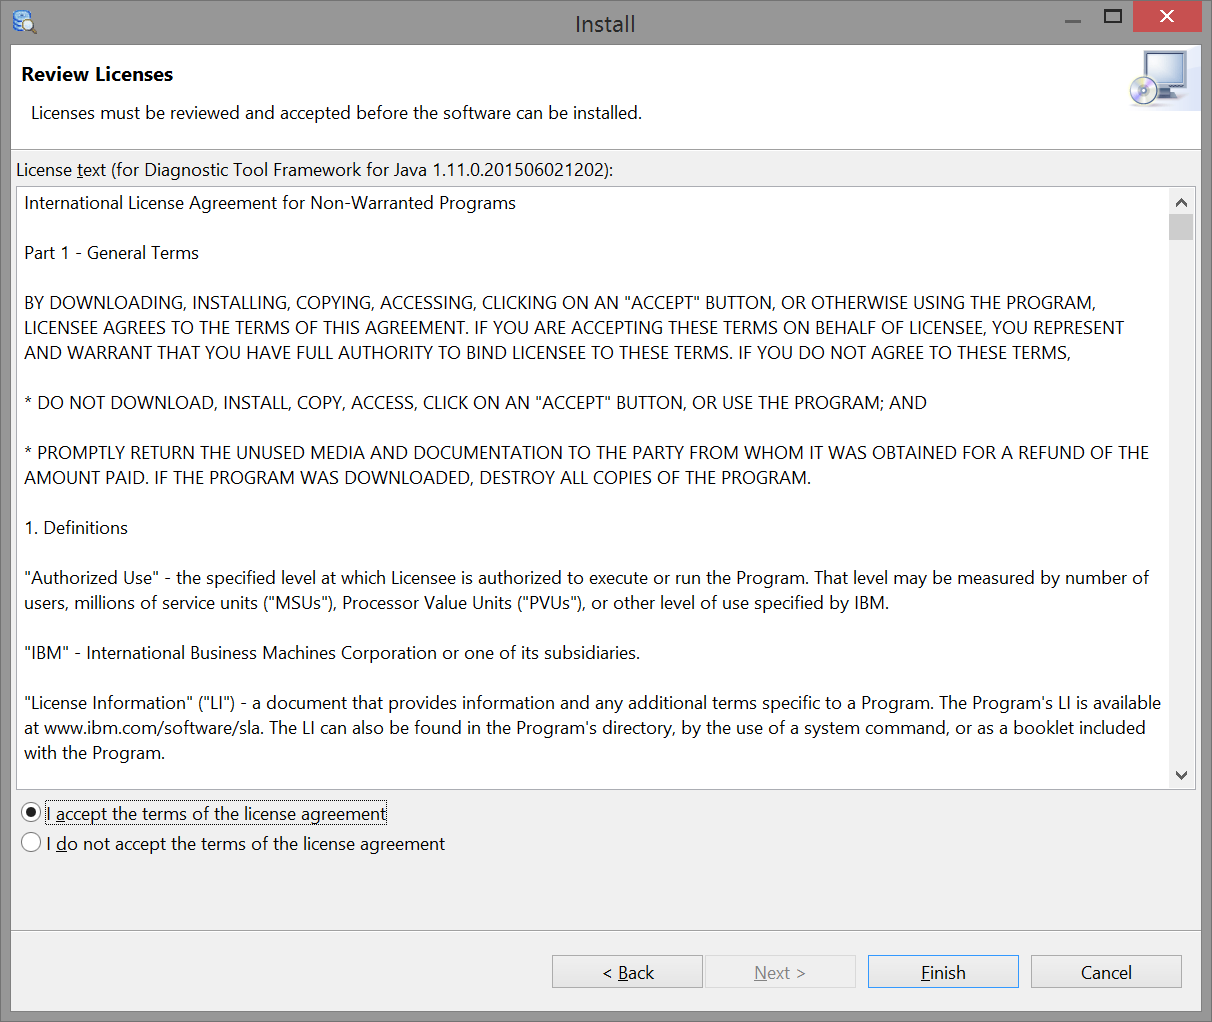 Install
Review Licenses
Licenses must be reviewed and accepted before the software can be installed.
License text (for Diagnostic Tool Framework for Java 1.11.0.201506021202):
International License Agreement for Non-Warranted Programs
Part 1 - General Terms
BY DOWNLOADING, INSTALLING, COPYING, ACCESSING, CLICKING ON AN "ACCEPT" BUTTON, OR OTHERWISE USING THE PROGRAM,
LICENSEE AGREES TO THE TERMS OF THIS AGREEMENT. IF YOU ARE ACCEPTING THESE TERMS ON BEHALF OF LICENSEE, YOU REPRESENT
AND WARRANT THAT YOU HAVE FULL AUTHORITY TO BIND LICENSEE TO THESE TERMS. IF YOU DO NOT AGREE TO THESE TERMS,
* DO NOT DOWNLOAD, INSTALL, COPY, ACCESS, CLICK ON AN "ACCEPT" BUTTON, OR USE THE PROGRAM; AND
* PROMPTLY RETURN THE UNUSED MEDIA AND DOCUMENTATION TO THE PARTY FROM WHOM IT WAS OBTAINED FOR A REFUND OF THE
AMOUNT PAID. IF THE PROGRAM WAS DOWNLOADED, DESTROY ALL COPIES OF THE PROGRAM.
1. Definitions
"Authorized Use" - the specified level at which Licensee is authorized to execute or run the Program. That level may be measured by number of
users, millions of service units ("MSUs"), Processor Value Units ("PVUs"), or other level of use specified by IBM.
"IBM" - International Business Machines Corporation or one of its subsidiaries.
"License Information" ("LI") - a document that provides information and any additional terms specific to a Program. The Program's LI is available
at www.ibm.com/software/sla. The LI can also be found in the Program's directory, by the use of a system command, or as a booklet included
with the Program.
I accept the terms of the license agreement
I do not accept the terms of the license agreement
< Back
Next >
Finish
Cancel